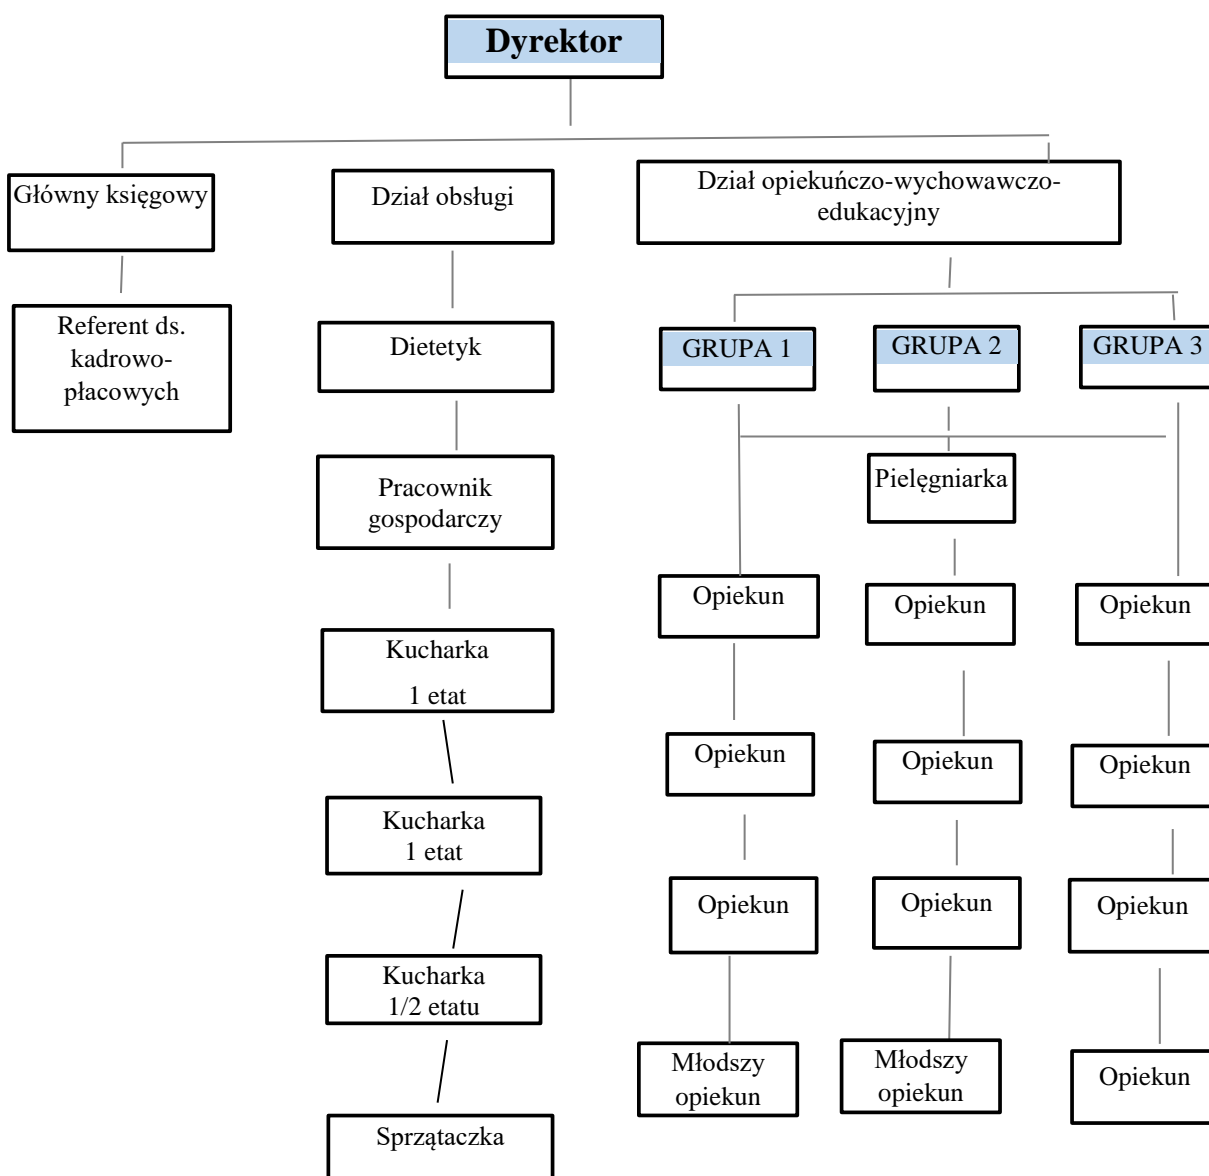 Dyrektor
Główny księgowy
Dział obsługi
Dział opiekuńczo-wychowawczo-
edukacyjny
Referent ds.
kadrowo-
płacowych
Dietetyk
GRUPA 1
GRUPA 2
GRUPA 3
Pracownik
gospodarczy
Pielęgniarka
Opiekun
Opiekun
Opiekun
Kucharka
1 etat
Opiekun
Opiekun
Opiekun
Kucharka
1 etat
Opiekun
Opiekun
Opiekun
Kucharka
1/2 etatu
Młodszy
opiekun
Młodszy
opiekun
Opiekun
Sprzątaczka